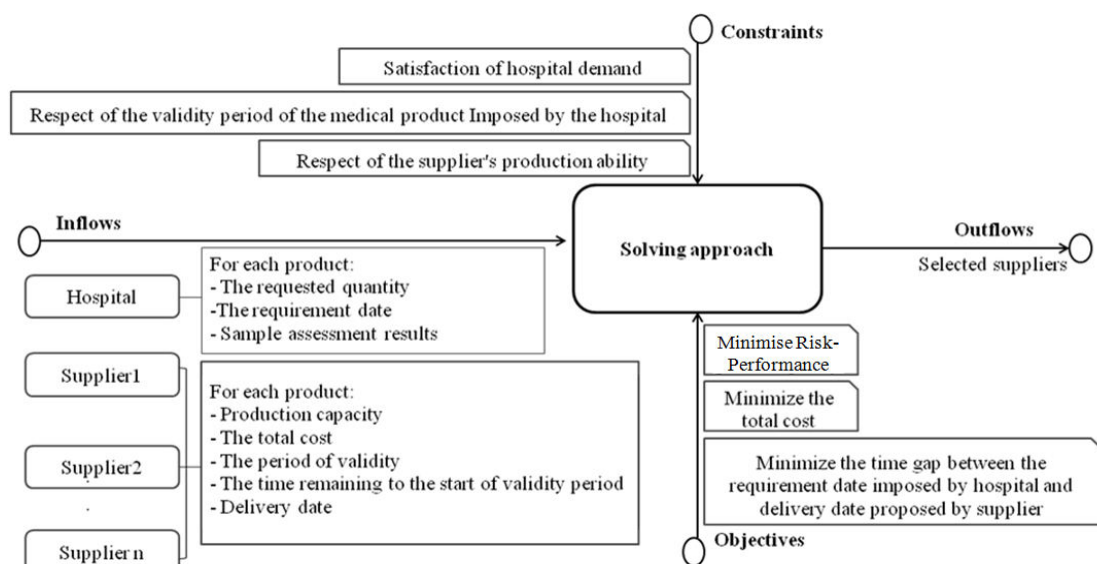 Constraints
Satisfaction of hospital demand
Respect of the validity period of the medical product Imposed by the hospital
Respect of the supplier's production ability
Inflows
Solving approach
Outflows
Selected suppliers
Hospital
For each product:
- The requested quantity
-The requirement date
- Sample assessment results
Supplier1
Supplier2
.
Supplier n
For each product:
- Production capacity
- The total cost
- The period of validity
- The time remaining to the start of validity period
- Delivery date
Minimise Risk-
Performance
Minimize the
total cost
Minimize the time gap between the
requirement date imposed by hospital and
delivery date proposed by supplier
Objectives